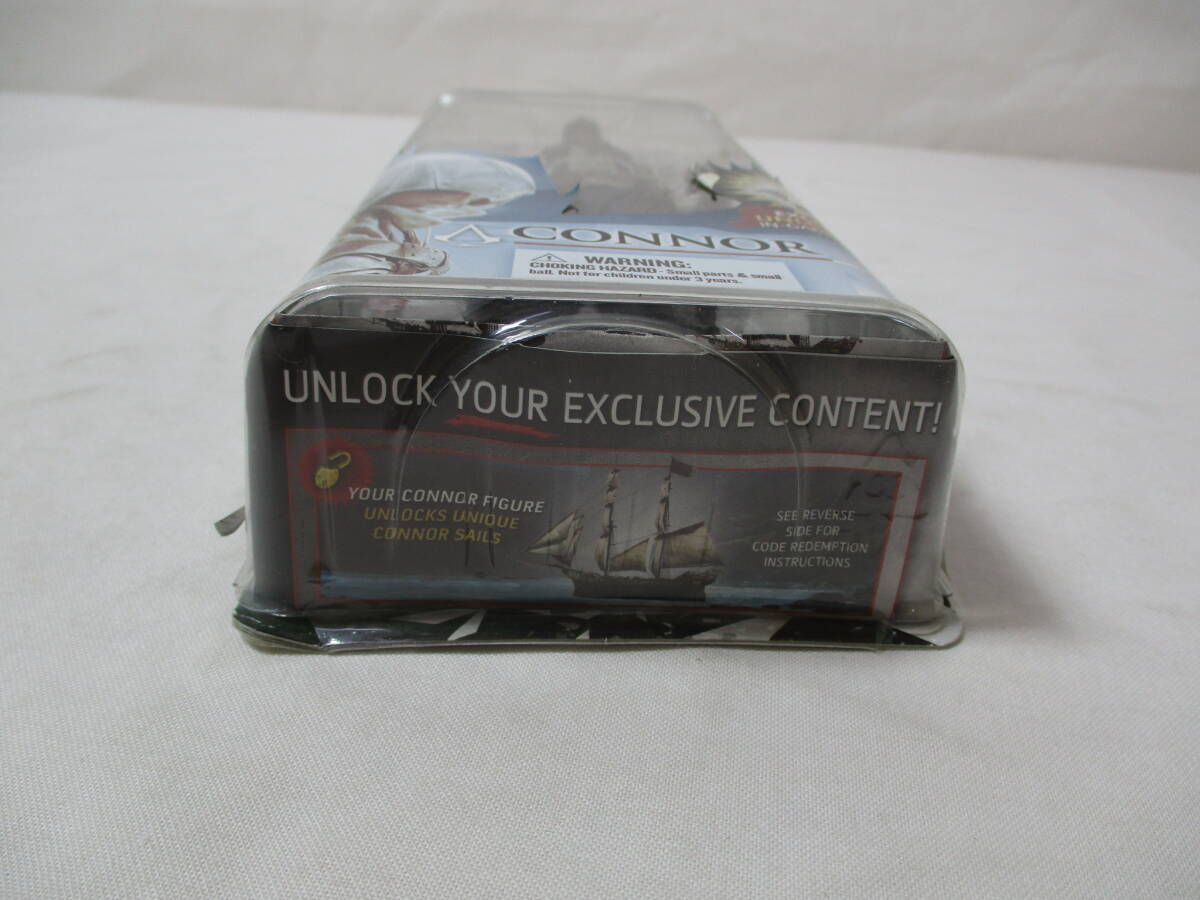 CONNOR
WARNING:
CHOKING HAZARD - Small parts & small
ball. Not for children under 3 years.
UNLOCK YOUR EXCLUSIVE CONTENT!
YOUR CONNOR FIGURE
UNLOCKS UNIQUE
CONNOR SAILS
SEE REVERSE
SIDE FOR
CODE REDEMPTION
INSTRUCTIONS